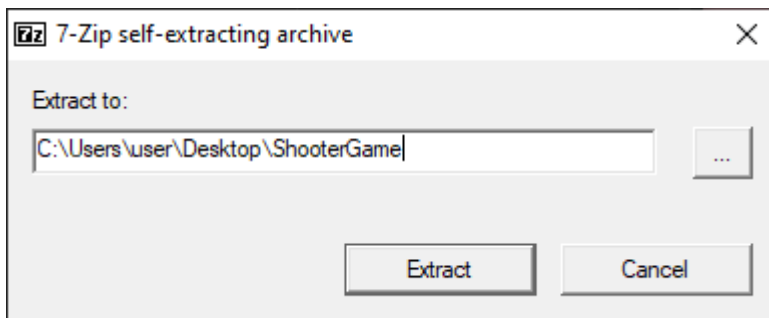 7z 7-Zip self-extracting archive
Extract to:
C:\Users\user\Desktop\ShooterGame
...
Extract Cancel